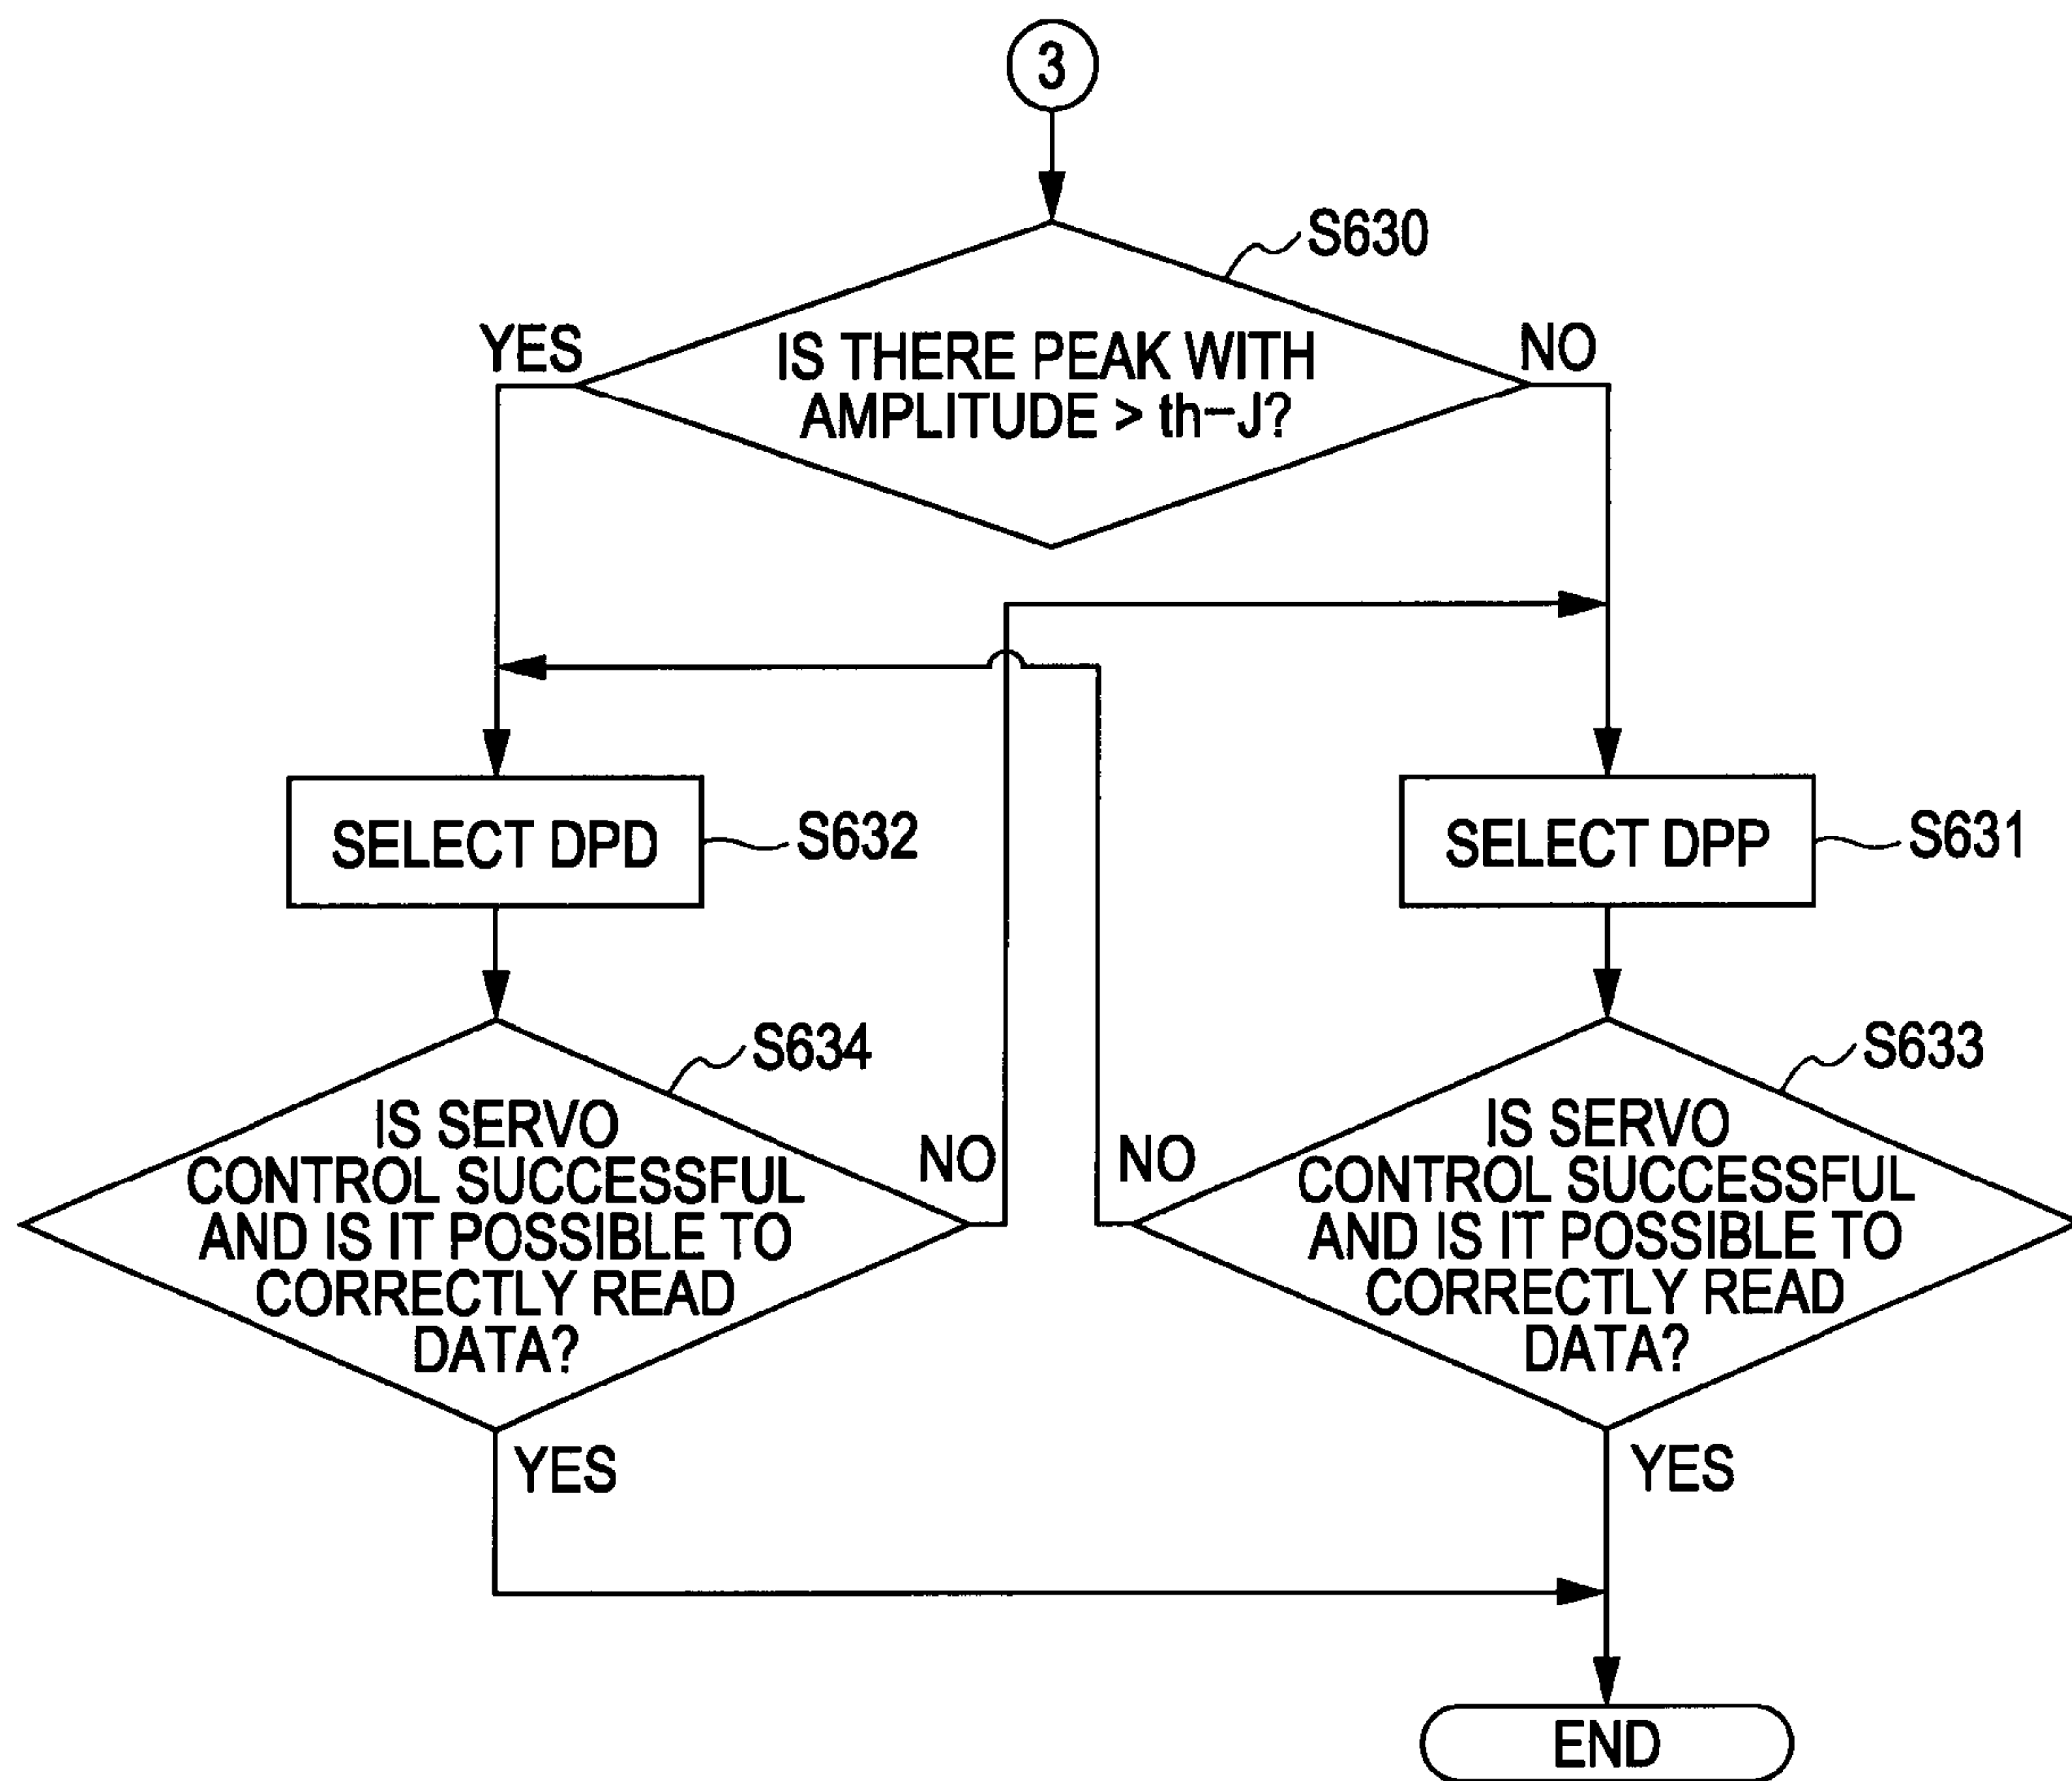 3
S630
YES
IS THERE PEAK WITH
AMPLITUDE > th-J?
NO
SELECT DPD
S632
SELECT DPP
S631
S634
IS SERVO
CONTROL SUCCESSFUL
AND IS IT POSSIBLE TO
CORRECTLY READ
DATA?
NO
YES
S633
NO
IS SERVO
CONTROL SUCCESSFUL
AND IS IT POSSIBLE TO
CORRECTLY READ
DATA?
YES
END